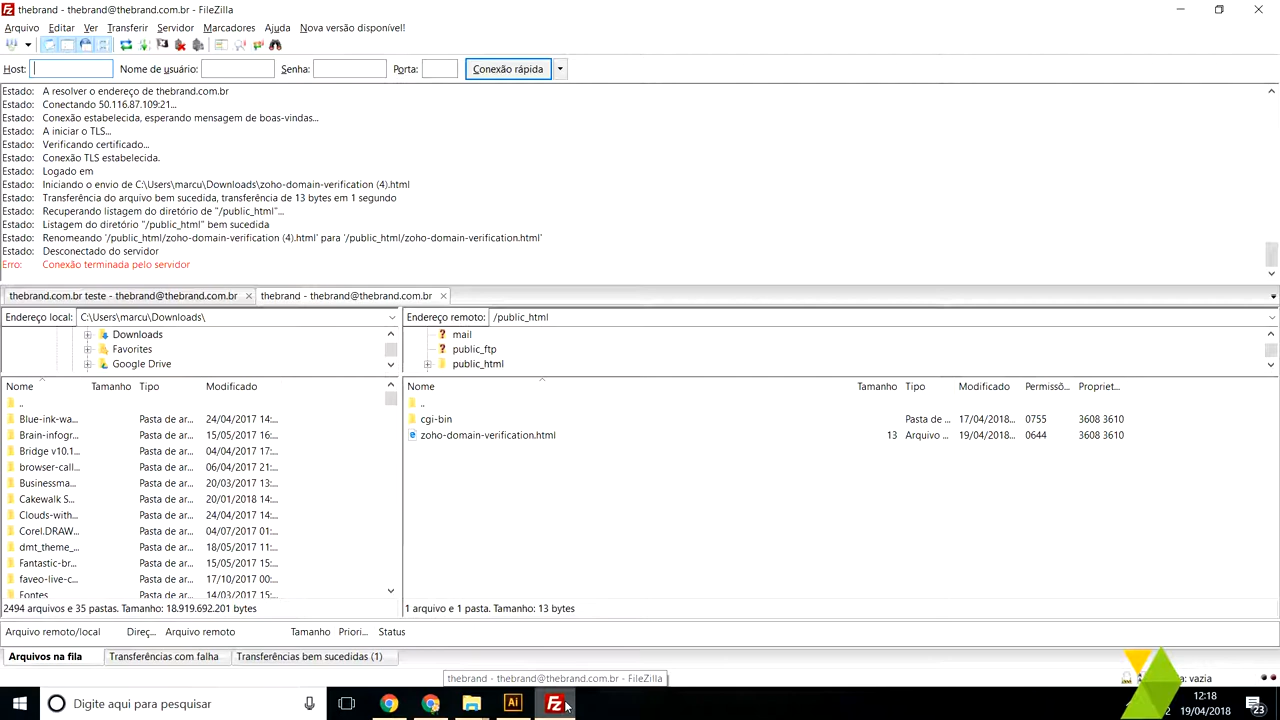 thebrand - thebrand@thebrand.com.br - FileZilla
Arquivo Editar Ver Transferir Servidor Marcadores Ajuda Nova versão disponível!
Host: Nome de usuário: Senha: Porta: Conexão rápida
Estado: A resolver o endereço de thebrand.com.br
Estado: Conectando 50.116.87.109:21...
Estado: Conexão estabelecida, esperando mensagem de boas-vindas...
Estado: A iniciar o TLS...
Estado: Verificando certificado...
Estado: Conexão TLS estabelecida.
Estado: Logado em
Estado: Iniciando o envio de C:\Users\marcu\Downloads\zoho-domain-verification (4).html
Estado: Transferência do arquivo bem sucedida, transferência de 13 bytes em 1 segundo
Estado: Recuperando listagem do diretório de "/public_html"...
Estado: Listagem do diretório "/public_html" bem sucedida
Estado: Renomeando '/public_html/zoho-domain-verification (4).html' para '/public_html/zoho-domain-verification.html'
Estado: Desconectado do servidor
Erro: Conexão terminada pelo servidor
thebrand.com.br teste - thebrand@thebrand.com.br thebrand - thebrand@thebrand.com.br
Endereço local: C:\Users\marcu\Downloads\ Endereço remoto: /public_html
Downloads mail
Favorites public_ftp
Google Drive public_html
Nome Tamanho Tipo Modificado Nome Tamanho Tipo Modificado Permissõ... Propriet...
.. ..
Blue-ink-wa... Pasta de ar... 24/04/2017 14:... cgi-bin Pasta de ... 17/04/2018... 0755 3608 3610
Brain-infogr... Pasta de ar... 15/05/2017 16:... zoho-domain-verification.html 13 Arquivo ... 19/04/2018... 0644 3608 3610
Bridge v10.1... Pasta de ar... 04/04/2017 17:...
browser-call... Pasta de ar... 06/04/2017 21:...
Businessma... Pasta de ar... 20/03/2017 13:...
Cakewalk S... Pasta de ar... 20/01/2018 14:...
Clouds-with... Pasta de ar... 24/04/2017 14:...
Corel.DRAW... Pasta de ar... 04/07/2017 01:...
dmt_theme_... Pasta de ar... 18/05/2017 11:...
Fantastic-br... Pasta de ar... 15/05/2017 15:...
faveo-live-c... Pasta de ar... 17/10/2017 00:...
Fontes Pasta de ar... 14/03/2017 15:...
2494 arquivos e 35 pastas. Tamanho: 18.919.692.201 bytes 1 arquivo e 1 pasta. Tamanho: 13 bytes
Arquivo remoto/local Direç... Arquivo remoto Tamanho Priori... Status
Arquivos na fila Transferências com falha Transferências bem sucedidas (1)
thebrand - thebrand@thebrand.com.br - FileZilla vazia
Digite aqui para pesquisar Ai Fz 12:18
19/04/2018 23